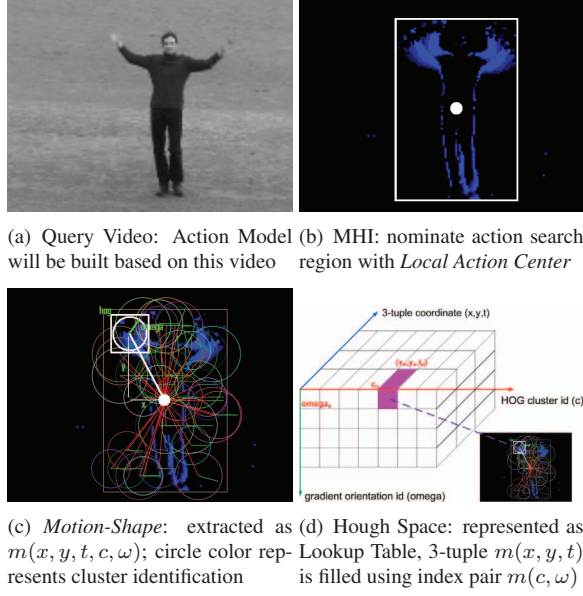 (a) Query Video: Action Model
will be built based on this video
(b) MHI: nominate action search
region with Local Action Center
hog
omega
y
x
(c) Motion-Shape: extracted as
m(x, y, t, c, ω); circle color rep-
resents cluster identification
3-tuple coordinate (x,y,t)
HOG cluster id (c)
gradient orientation id (omega)
(d) Hough Space: represented as
Lookup Table, 3-tuple m(x, y, t)
is filled using index pair m(c, ω)